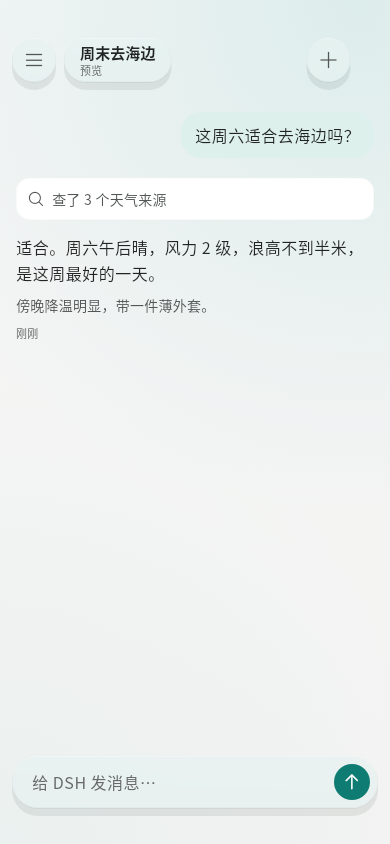 周末去海边
预览
这周六适合去海边吗?
查了 3 个天气来源
适合。周六午后晴，风力 2 级，浪高不到半米，
是这周最好的一天。
傍晚降温明显，带一件薄外套。
刚刚
给 DSH 发消息…